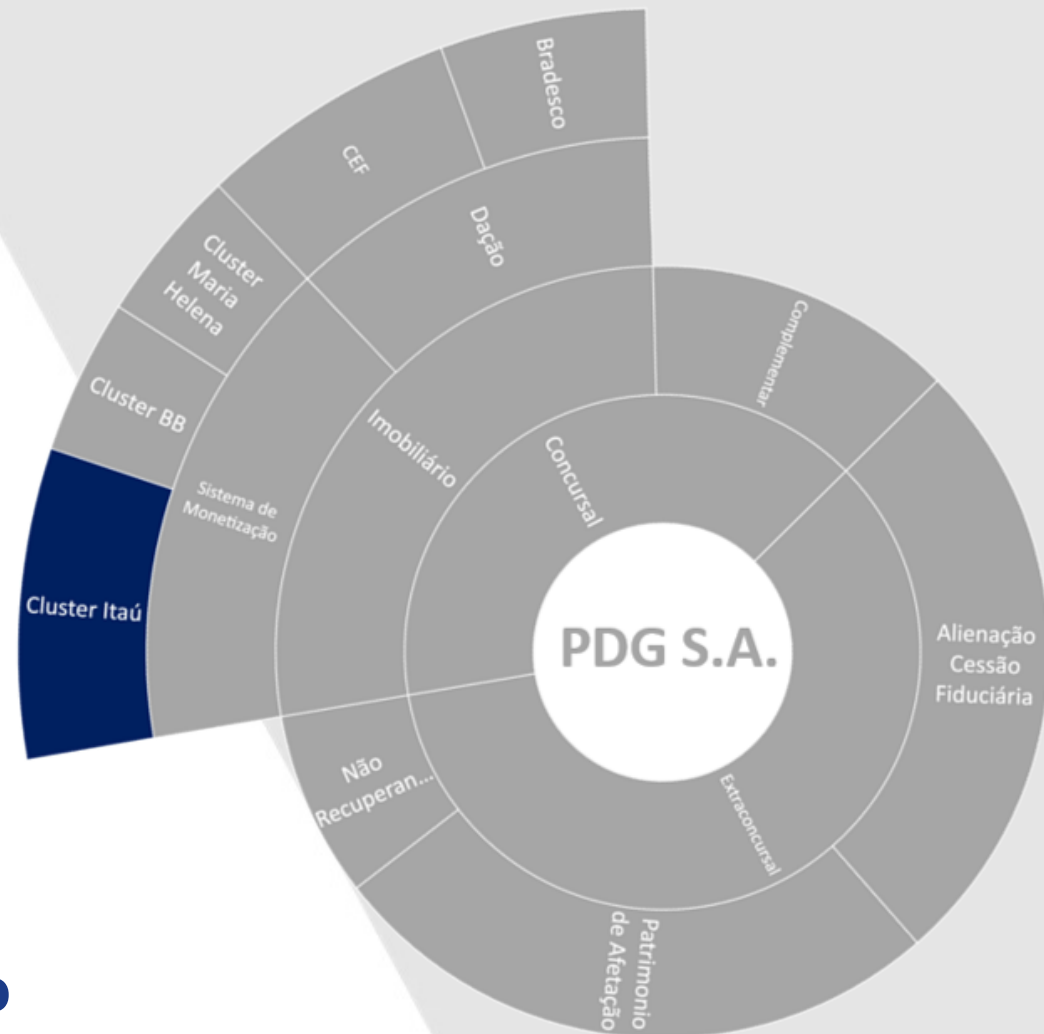 Bradesco
CEF
Dação
Cluster
Maria
Helena
Complementar
Cluster BB
Imobiliário
Concursal
Sistema de
Monetização
Cluster Itaú
PDG S.A.
Alienação
Cessão
Fiduciária
Não
Recuperan...
Extraconcursal
Patrimonio
de Afetação